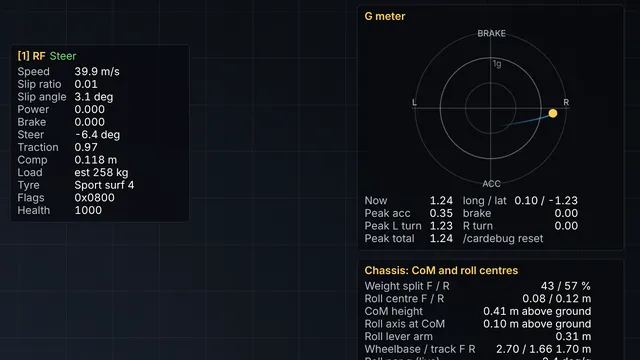 [1] RF Steer
Speed 39.9 m/s
Slip ratio 0.01
Slip angle 3.1 deg
Power 0.000
Brake 0.000
Steer -6.4 deg
Traction 0.97
Comp 0.118 m
Load est 258 kg
Tyre Sport surf 4
Flags 0x0800
Health 1000
G meter
BRAKE
1g
L R
ACC
Now 1.24 long / lat 0.10 / -1.23
Peak acc 0.35 brake 0.00
Peak L turn 1.23 R turn 0.00
Peak total 1.24 /cardebug reset
Chassis: CoM and roll centres
Weight split F / R 43 / 57 %
Roll centre F / R 0.08 / 0.12 m
CoM height 0.41 m above ground
Roll axis at CoM 0.10 m above ground
Roll lever arm 0.31 m
Wheelbase / track F R 2.70 / 1.66 1.70 m